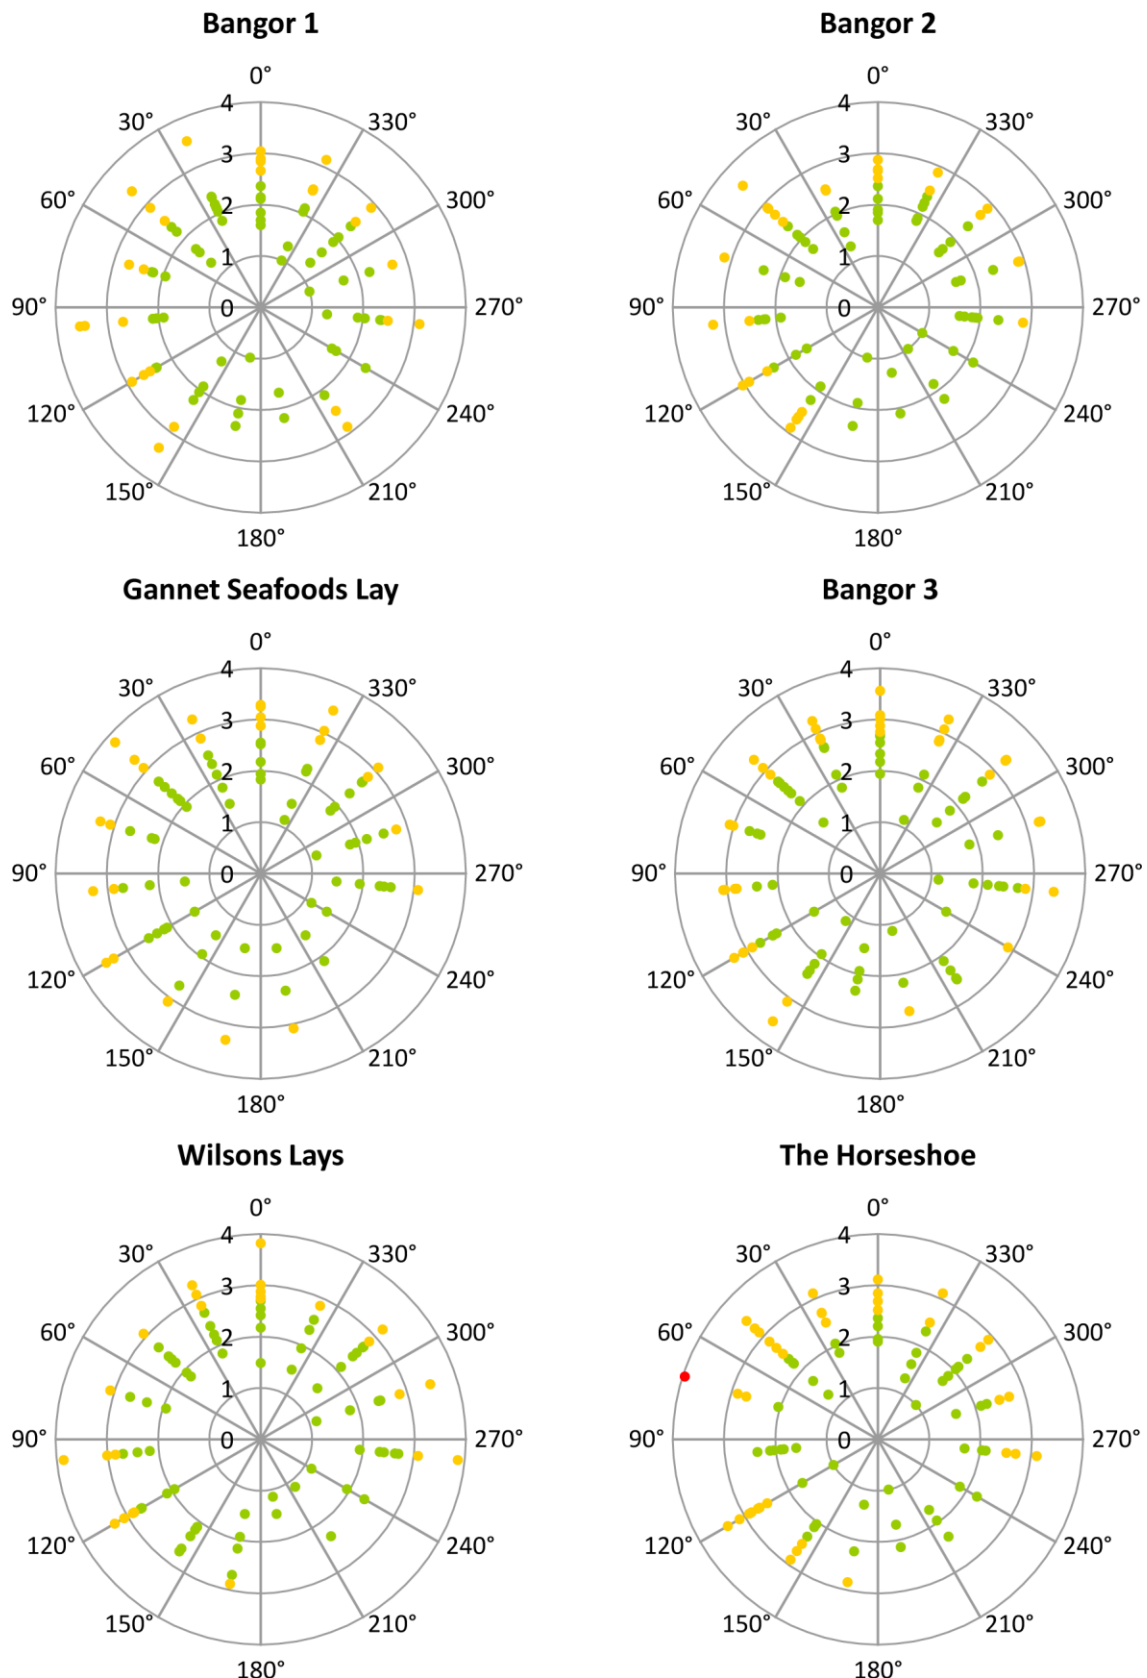 Bangor 1 Bangor 2
0° 0°
30° 4 330° 30° 4 330°
3 3
60° 2 300° 60° 2 300°
1 1
90° 0 270° 90° 0 270°
120° 240° 120° 240°
150° 210° 150° 210°
180° 180°
Gannet Seafoods Lay Bangor 3
0° 0°
30° 4 330° 30° 4 330°
3 3
60° 2 300° 60° 2 300°
1 1
90° 0 270° 90° 0 270°
120° 240° 120° 240°
150° 210° 150° 210°
180° 180°
Wilsons Lays The Horseshoe
0° 0°
30° 4 330° 30° 4 330°
3 3
60° 2 300° 60° 2 300°
1 1
90° 0 270° 90° 0 270°
120° 240° 120° 240°
150° 210° 150° 210°
180° 180°